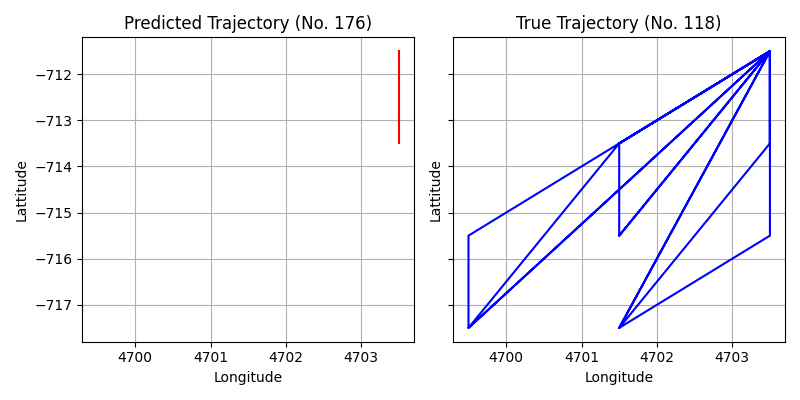 Predicted Trajectory (No. 176)
Lattitude
−712
−713
−714
−715
−716
−717
4700
4701
4702
4703
Longitude
True Trajectory (No. 118)
Lattitude
4700
4701
4702
4703
Longitude